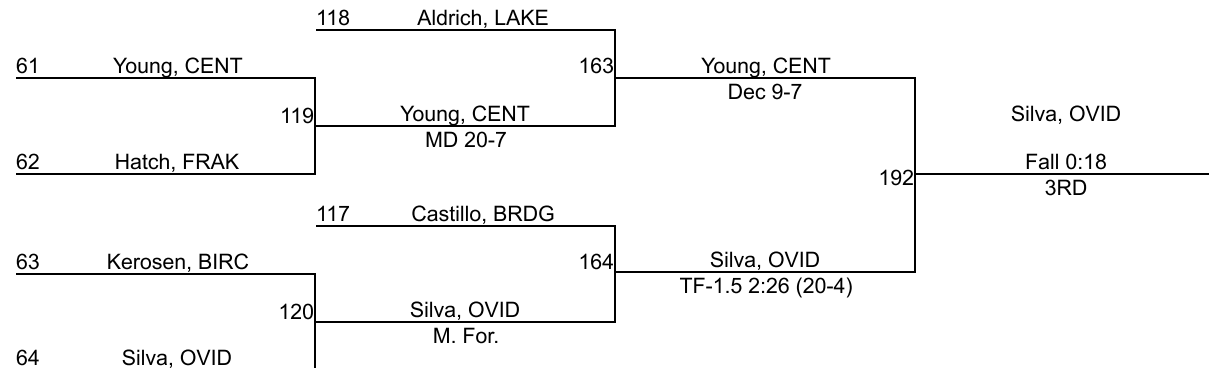 118 Aldrich, LAKE
61 Young, CENT
163 Young, CENT
Dec 9-7
119 Young, CENT
MD 20-7
Silva, OVID
62 Hatch, FRAK
Fall 0:18
192
3RD
117 Castillo, BRDG
63 Kerosen, BIRC
164 Silva, OVID
TF-1.5 2:26 (20-4)
120 Silva, OVID
M. For.
64 Silva, OVID